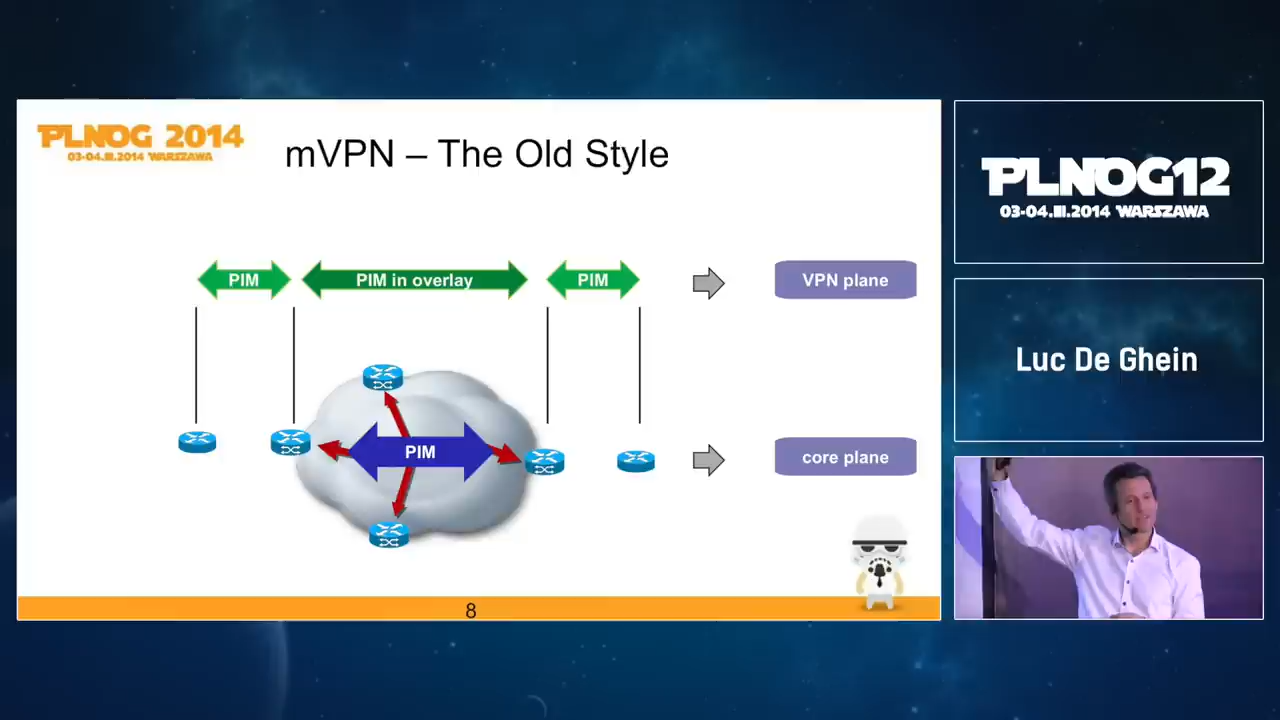 PLNOG 2014
03-04.III.2014 WARSZAWA
mVPN – The Old Style
PIM
PIM in overlay
PIM
VPN plane
PIM
core plane
8
PLNOG12
03-04.III.2014 WARSZAWA
Luc De Ghein